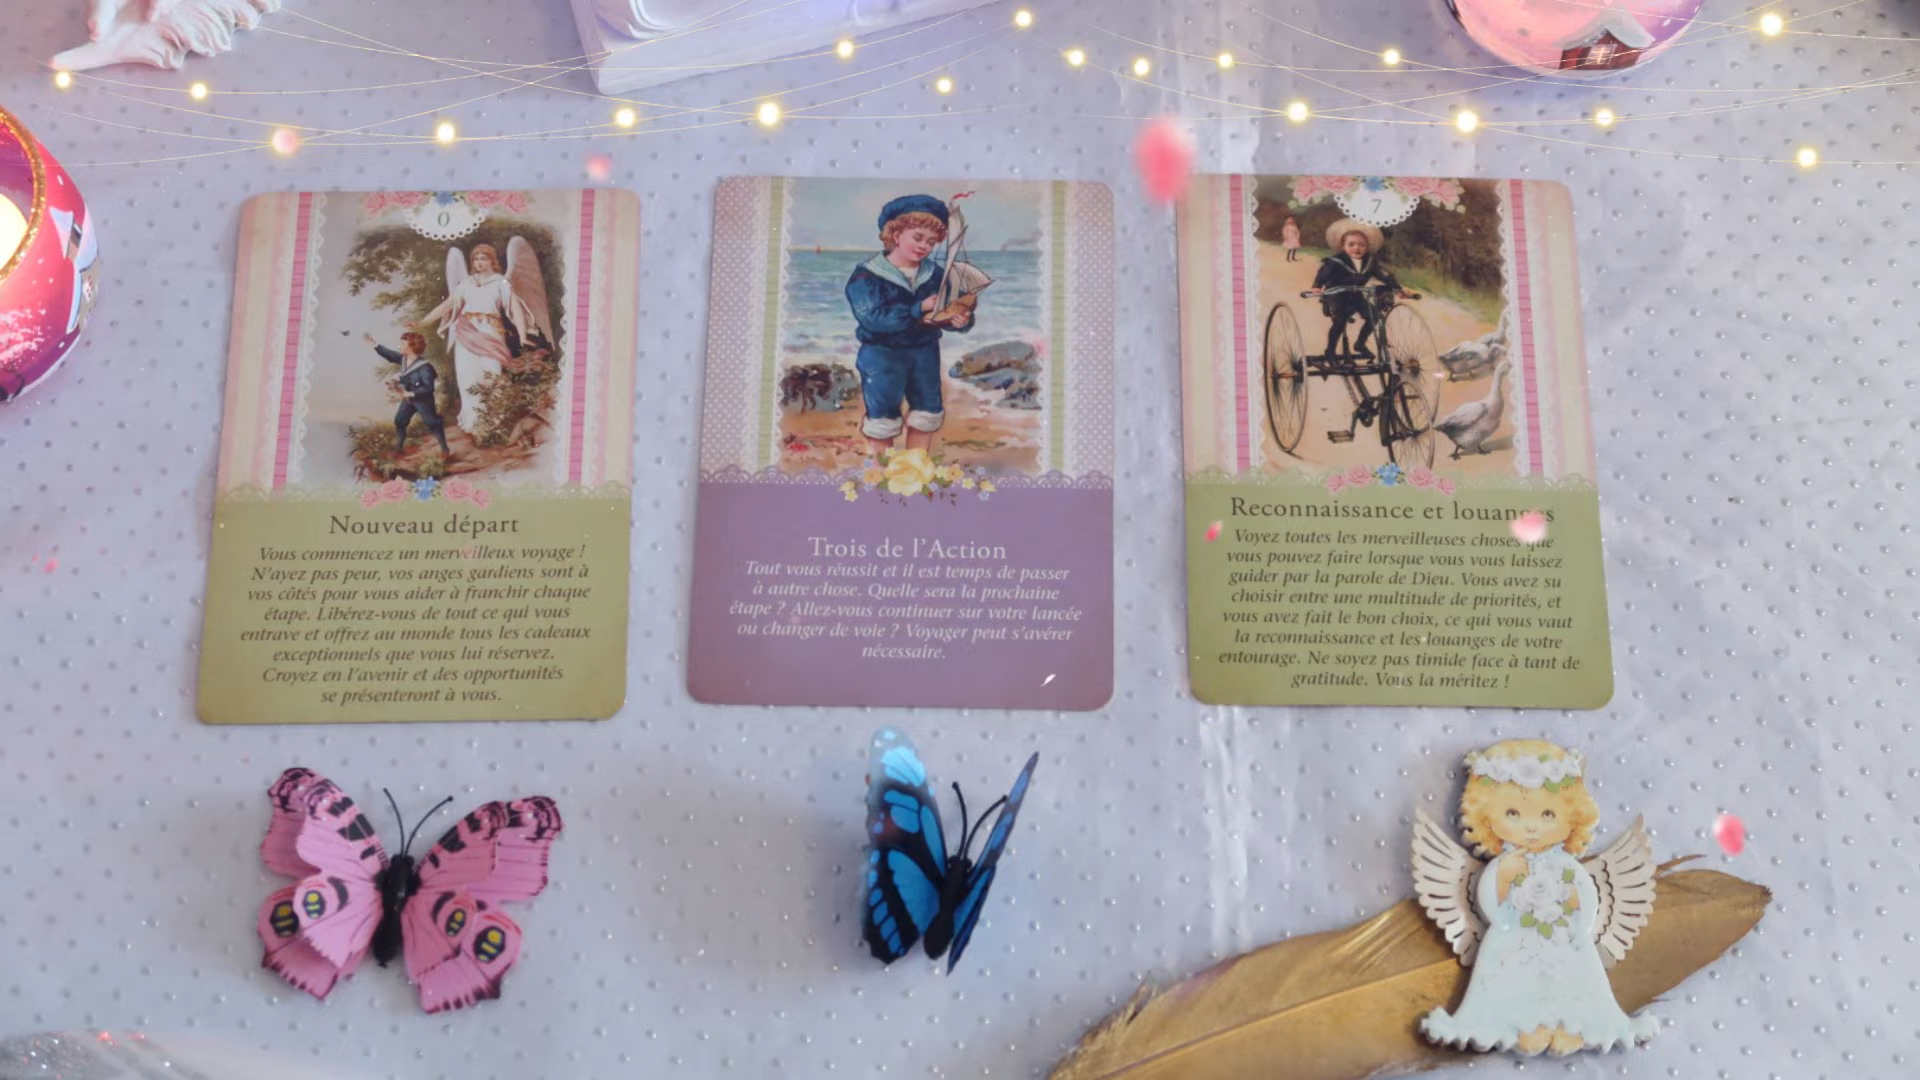 0
Nouveau départ
Vous commencez un merveilleux voyage !
N'ayez pas peur, vos anges gardiens sont à
vos côtés pour vous aider à franchir chaque
étape. Libérez-vous de tout ce qui vous
entrave et offrez au monde tous les cadeaux
exceptionnels que vous lui réservez.
Croyez en l'avenir et des opportunités
se présenteront à vous.
Trois de l'Action
Tout vous réussit et il est temps de passer
à autre chose. Quelle sera la prochaine
étape ? Allez-vous continuer sur votre lancée
ou changer de voie ? Voyager peut s'avérer
nécessaire.
7
Reconnaissance et louanges
Voyez toutes les merveilleuses choses que
vous pouvez faire lorsque vous vous laissez
guider par la parole de Dieu. Vous avez su
choisir entre une multitude de priorités, et
vous avez fait le bon choix, ce qui vous vaut
la reconnaissance et les louanges de votre
entourage. Ne soyez pas timide face à tant de
gratitude. Vous la méritez !